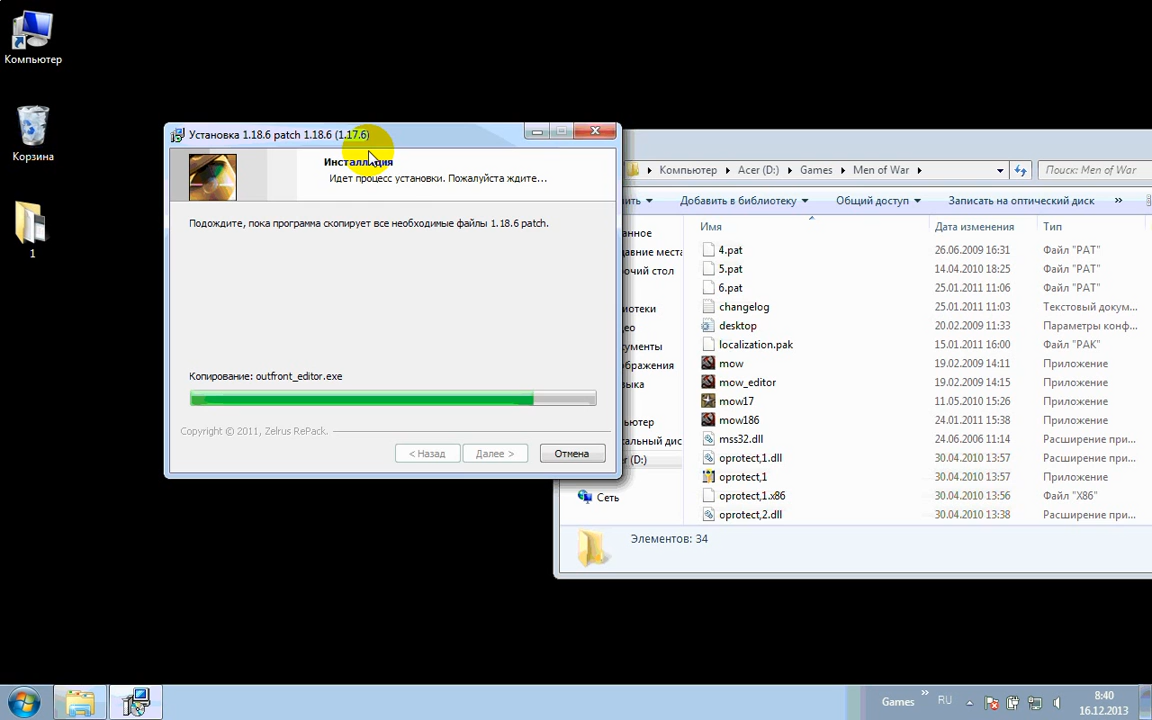 Компьютер
Корзина
1
Установка 1.18.6 patch 1.18.6 (1.17.6)
Инсталляция
Идет процесс установки. Пожалуйста ждите...
Подождите, пока программа скопирует все необходимые файлы 1.18.6 patch.
Копирование: outfront_editor.exe
Copyright © 2011, Zelrus RePack.
< Назад Далее > Отмена
Компьютер Acer (D:) Games Men of War Поиск: Men of War
Добавить в библиотеку Общий доступ Записать на оптический диск »
Имя Дата изменения Тип
4.pat 26.06.2009 16:31 Файл "PAT"
5.pat 14.04.2010 18:25 Файл "PAT"
6.pat 25.01.2011 11:06 Файл "PAT"
changelog 25.01.2011 11:03 Текстовый докум...
desktop 20.02.2009 11:33 Параметры конф...
localization.pak 15.01.2011 16:00 Файл "PAK"
mow 19.02.2009 14:11 Приложение
mow_editor 19.02.2009 14:15 Приложение
mow17 11.05.2010 15:26 Приложение
mow186 24.01.2011 15:38 Приложение
mss32.dll 24.06.2006 11:14 Расширение при...
oprotect,1.dll 30.04.2010 13:57 Расширение при...
oprotect,1 30.04.2010 13:57 Приложение
oprotect,1.x86 30.04.2010 13:56 Файл "X86"
oprotect,2.dll 30.04.2010 13:38 Расширение при...
Сеть
Элементов: 34
Games » RU 8:40
16.12.2013